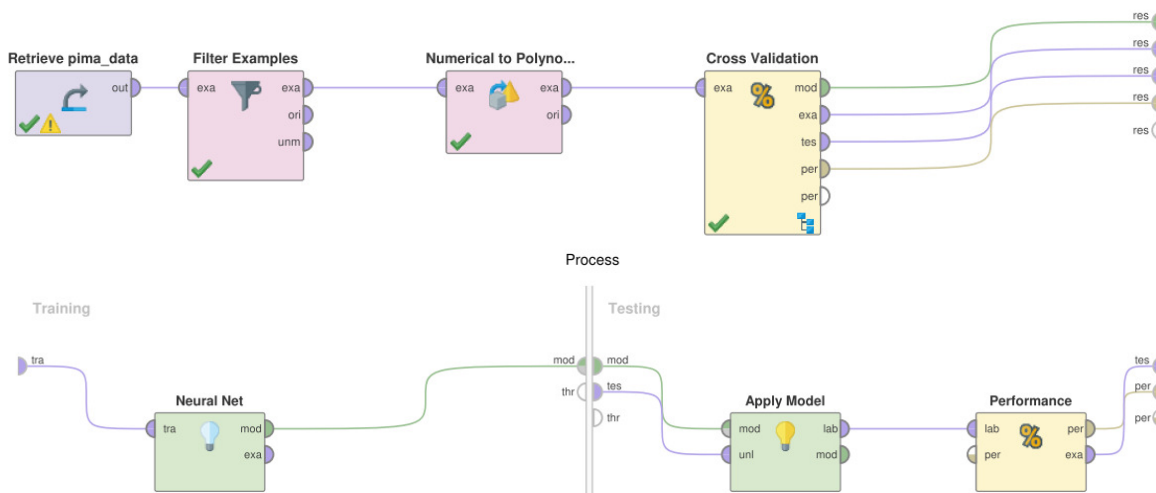 res
res
res
res
res
Retrieve pima_data
out
Filter Examples
exa
exa
ori
unm
Numerical to Polyno...
exa
exa
ori
Cross Validation
exa
mod
exa
tes
per
per
Process
Training
tra
Neural Net
tra
mod
exa
mod
thr
Testing
mod
tes
thr
Apply Model
mod
lab
unl
mod
Performance
lab
per
per
exa
tes
per
per